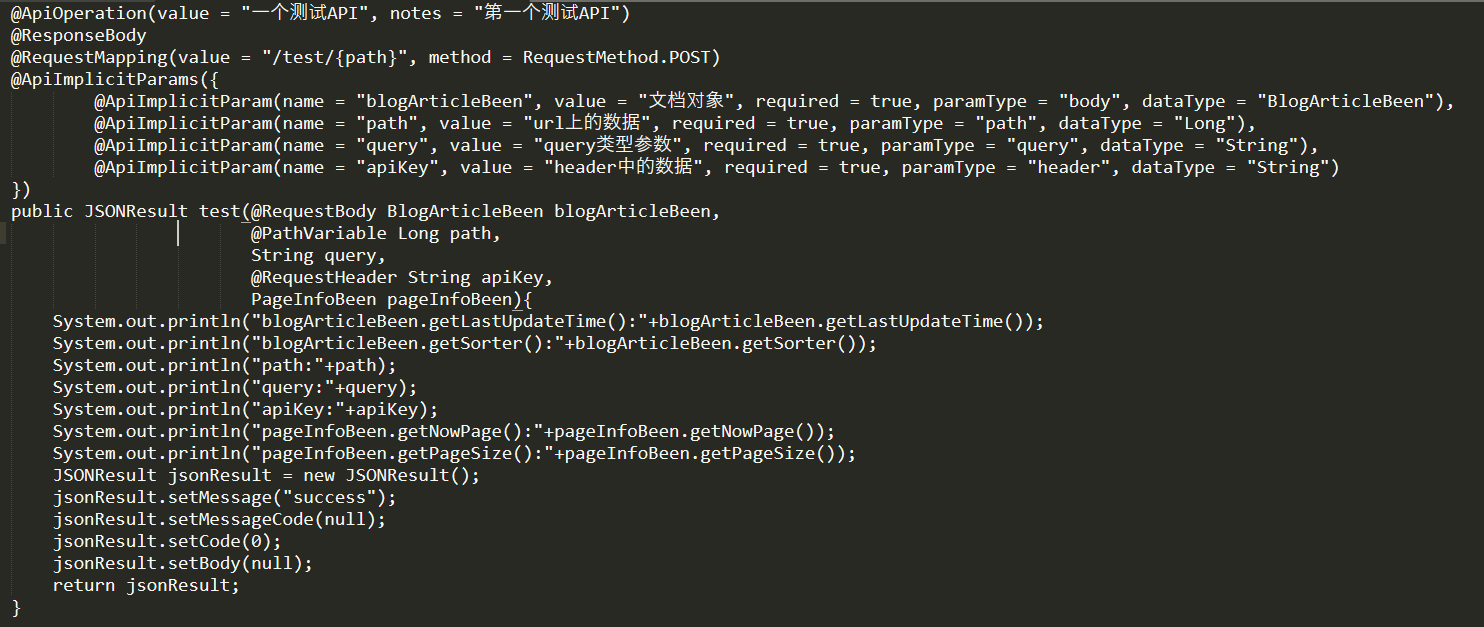 @ApiOperation(value = "一个测试API", notes = "第一个测试API")
@ResponseBody
@RequestMapping(value = "/test/{path}", method = RequestMethod.POST)
@ApiImplicitParams({
        @ApiImplicitParam(name = "blogArticleBeen", value = "文档对象", required = true, paramType = "body", dataType = "BlogArticleBeen"),
        @ApiImplicitParam(name = "path", value = "url上的数据", required = true, paramType = "path", dataType = "Long"),
        @ApiImplicitParam(name = "query", value = "query类型参数", required = true, paramType = "query", dataType = "String"),
        @ApiImplicitParam(name = "apiKey", value = "header中的数据", required = true, paramType = "header", dataType = "String")
})
public JSONResult test(@RequestBody BlogArticleBeen blogArticleBeen,
                       @PathVariable Long path,
                       String query,
                       @RequestHeader String apiKey,
                       PageInfoBeen pageInfoBeen){
    System.out.println("blogArticleBeen.getLastUpdateTime():"+blogArticleBeen.getLastUpdateTime());
    System.out.println("blogArticleBeen.getSorter():"+blogArticleBeen.getSorter());
    System.out.println("path:"+path);
    System.out.println("query:"+query);
    System.out.println("apiKey:"+apiKey);
    System.out.println("pageInfoBeen.getNowPage():"+pageInfoBeen.getNowPage());
    System.out.println("pageInfoBeen.getPageSize():"+pageInfoBeen.getPageSize());
    JSONResult jsonResult = new JSONResult();
    jsonResult.setMessage("success");
    jsonResult.setMessageCode(null);
    jsonResult.setCode(0);
    jsonResult.setBody(null);
    return jsonResult;
}